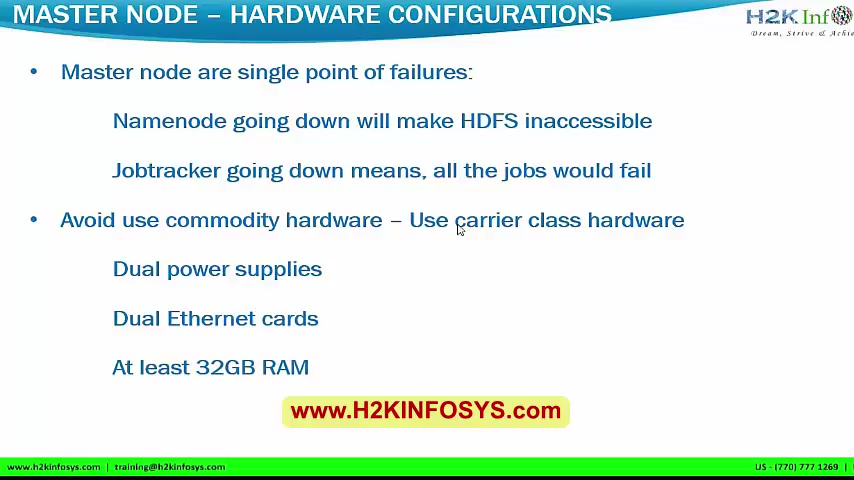 MASTER NODE – HARDWARE CONFIGURATIONS
H2K Inf
Dream, Strive & Achie
• Master node are single point of failures:
Namenode going down will make HDFS inaccessible
Jobtracker going down means, all the jobs would fail
• Avoid use commodity hardware – Use carrier class hardware
Dual power supplies
Dual Ethernet cards
At least 32GB RAM
www.H2KINFOSYS.com
www.h2kinfosys.com | training@h2kinfosys.com
US - (770) 777 1269 |